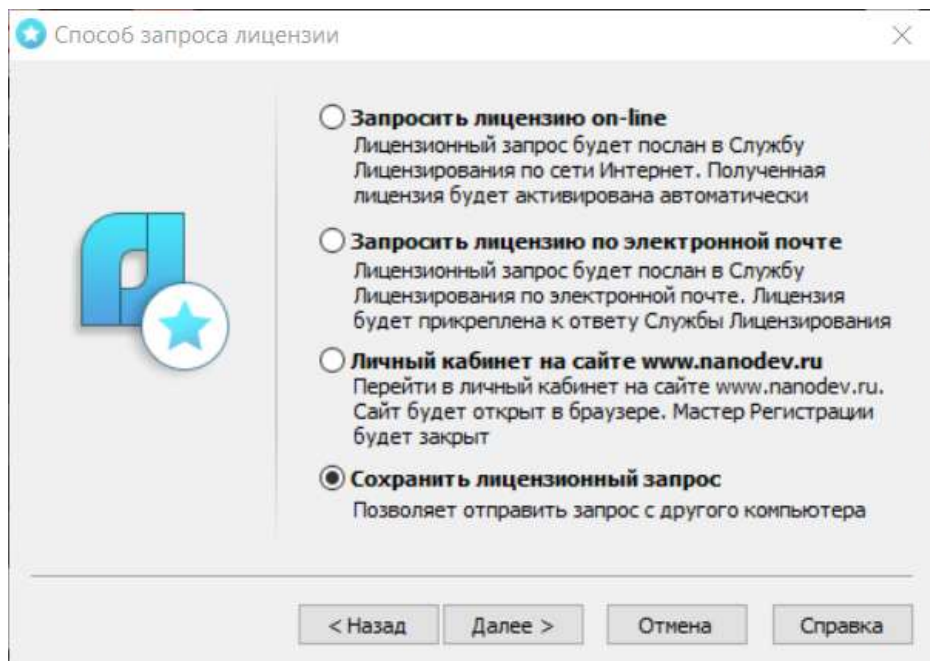 Способ запроса лицензии
Запросить лицензию on-line
Лицензионный запрос будет послан в Службу
Лицензирования по сети Интернет. Полученная
лицензия будет активирована автоматически
Запросить лицензию по электронной почте
Лицензионный запрос будет послан в Службу
Лицензирования по электронной почте. Лицензия
будет прикреплена к ответу Службы Лицензирования
Личный кабинет на сайте www.nanodev.ru
Перейти в личный кабинет на сайте www.nanodev.ru.
Сайт будет открыт в браузере. Мастер Регистрации
будет закрыт
Сохранить лицензионный запрос
Позволяет отправить запрос с другого компьютера
< Назад Далее > Отмена Справка